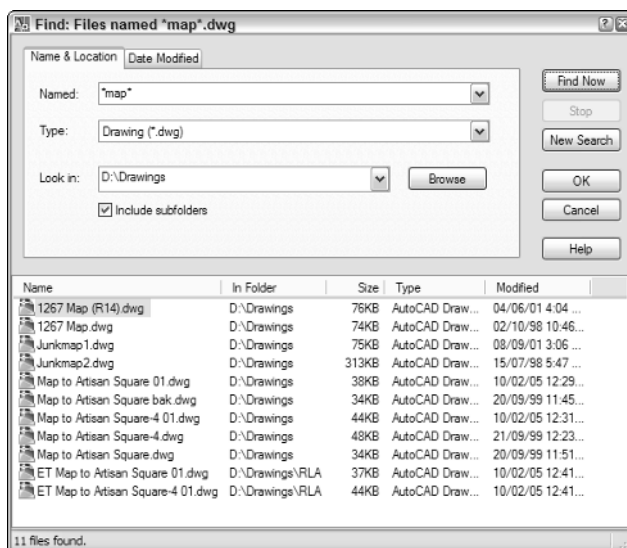 Find: Files named *map*.dwg
Name & Location Date Modified
Named: *map*
Type: Drawing (*.dwg)
Look in: D:\Drawings Browse
Include subfolders
Find Now
Stop
New Search
OK
Cancel
Help
Name In Folder Size Type Modified
1267 Map (R14).dwg D:\Drawings 76KB AutoCAD Draw... 04/06/01 4:04 ...
1267 Map.dwg D:\Drawings 74KB AutoCAD Draw... 02/10/98 10:46...
Junkmap1.dwg D:\Drawings 75KB AutoCAD Draw... 08/09/01 3:06 ...
Junkmap2.dwg D:\Drawings 313KB AutoCAD Draw... 15/07/98 5:47 ...
Map to Artisan Square 01.dwg D:\Drawings 38KB AutoCAD Draw... 10/02/05 12:29...
Map to Artisan Square bak.dwg D:\Drawings 34KB AutoCAD Draw... 20/09/99 11:45...
Map to Artisan Square-4 01.dwg D:\Drawings 44KB AutoCAD Draw... 10/02/05 12:31...
Map to Artisan Square-4.dwg D:\Drawings 48KB AutoCAD Draw... 21/09/99 12:23...
Map to Artisan Square.dwg D:\Drawings 34KB AutoCAD Draw... 20/09/99 11:51...
ET Map to Artisan Square 01.dwg D:\Drawings\RLA 37KB AutoCAD Draw... 10/02/05 12:41...
ET Map to Artisan Square-4 01.dwg D:\Drawings\RLA 44KB AutoCAD Draw... 10/02/05 12:41...
11 files found.